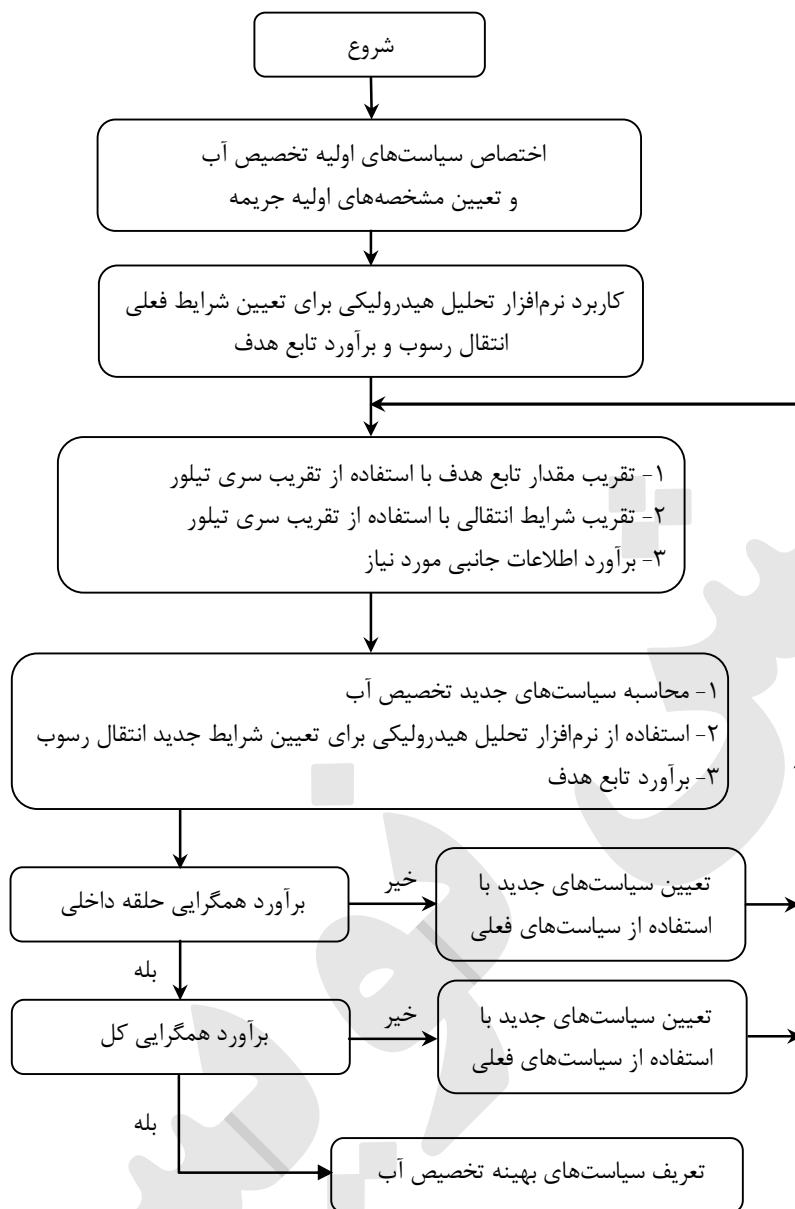 شروع
اختصاص سیاست‌های اولیه تخصیص آب
و تعیین مشخصه‌های اولیه جریمه
کاربرد نرم‌افزار تحلیل هیدرولیکی برای تعیین شرایط فعلی
انتقال رسوب و برآورد تابع هدف
۱- تقریب مقدار تابع هدف با استفاده از تقریب سری تیلور
۲- تقریب شرایط انتقالی با استفاده از تقریب سری تیلور
۳- برآورد اطلاعات جانبی مورد نیاز
۱- محاسبه سیاست‌های جدید تخصیص آب
۲- استفاده از نرم‌افزار تحلیل هیدرولیکی برای تعیین شرایط جدید انتقال رسوب
۳- برآورد تابع هدف
برآورد همگرایی حلقه داخلی
خیر
تعیین سیاست‌های جدید با
استفاده از سیاست‌های فعلی
بله
برآورد همگرایی کل
خیر
تعیین سیاست‌های جدید با
استفاده از سیاست‌های فعلی
بله
تعریف سیاست‌های بهینه تخصیص آب